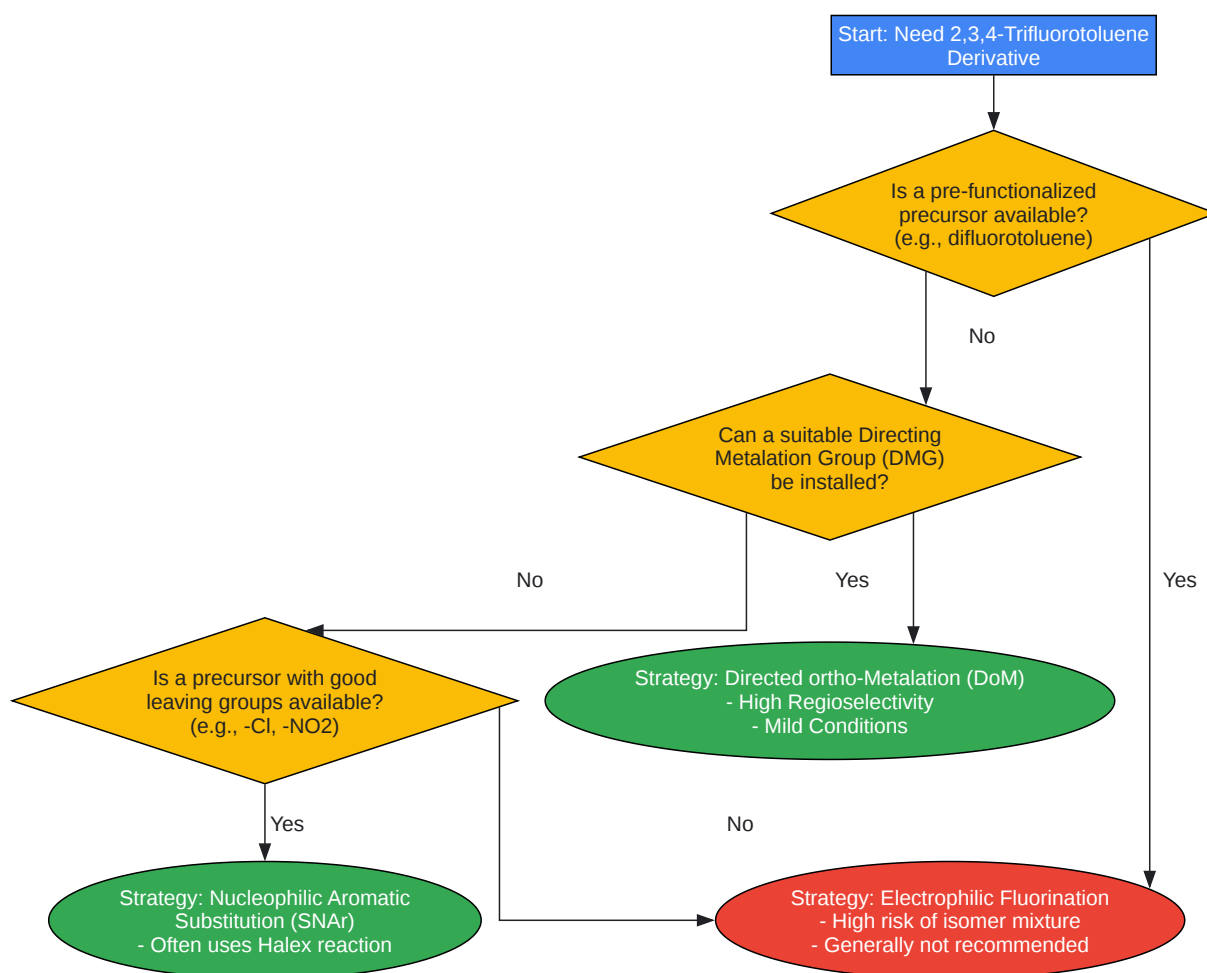 Start: Need 2,3,4-Trifluorotoluene
Derivative
Is a pre-functionalized
precursor available?
(e.g., difluorotoluene)
No
Can a suitable Directing
Metalation Group (DMG)
be installed?
No
Yes
Yes
Is a precursor with good
leaving groups available?
(e.g., -Cl, -NO2)
Strategy: Directed ortho-Metalation (DoM)
- High Regioselectivity
- Mild Conditions
Yes
No
Strategy: Nucleophilic Aromatic
Substitution (SNAr)
- Often uses Halex reaction
Strategy: Electrophilic Fluorination
- High risk of isomer mixture
- Generally not recommended